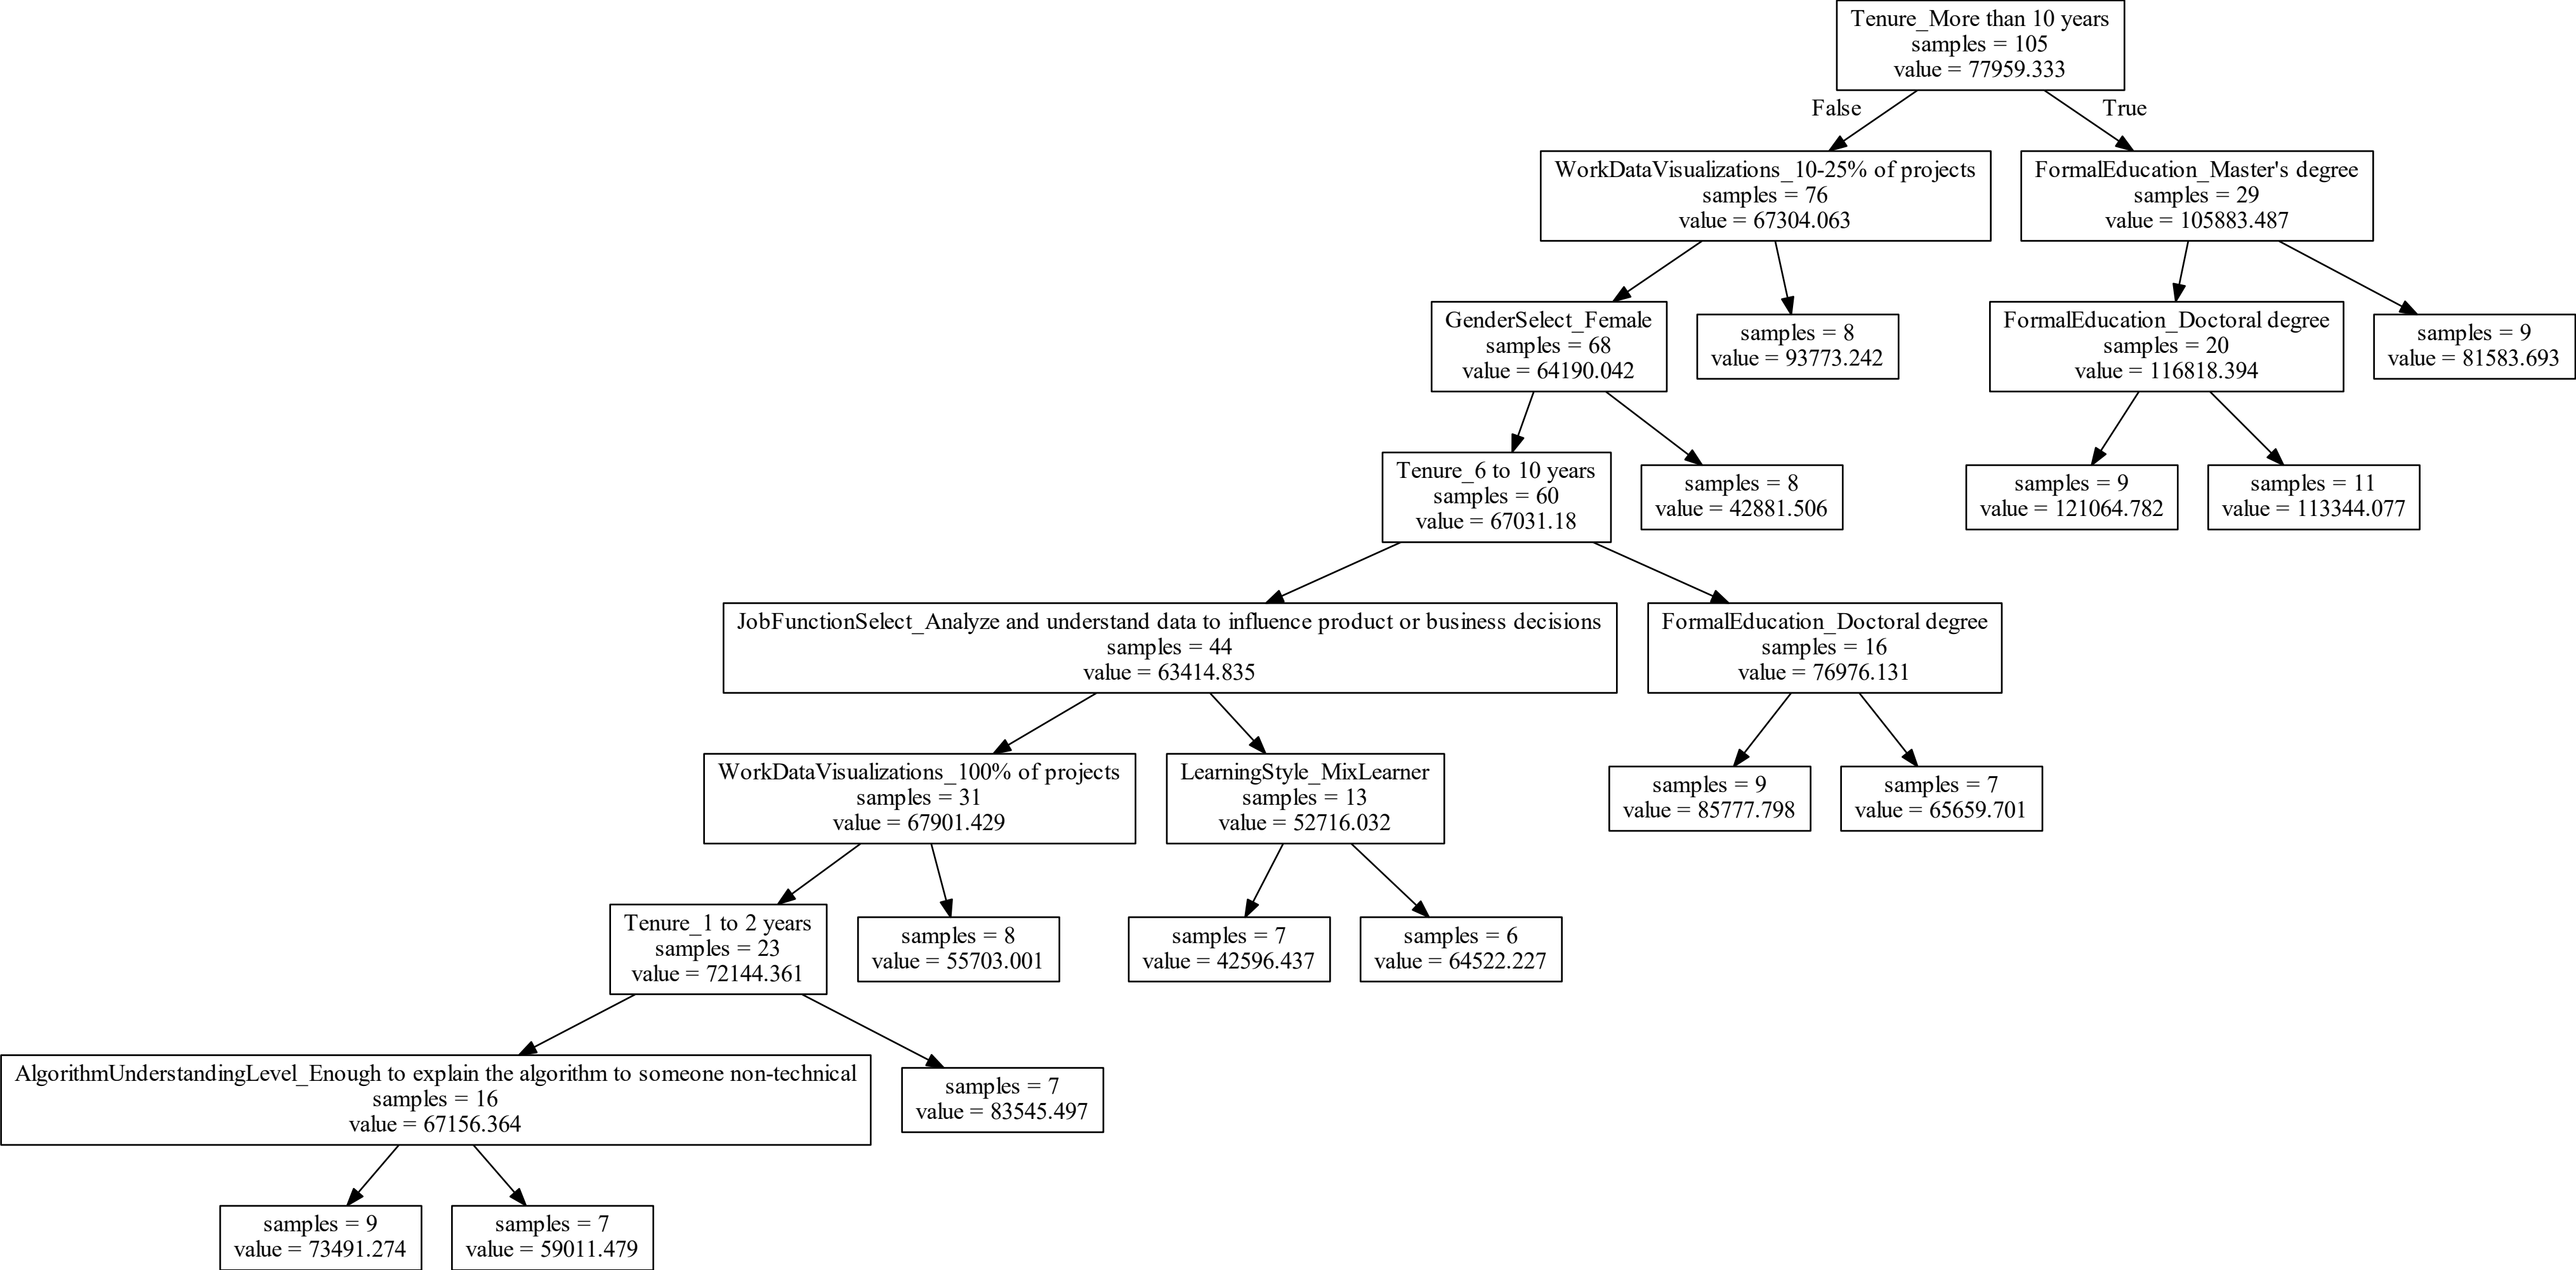 Tenure_More than 10 years
samples = 105
value = 77959.333
False
True
WorkDataVisualizations_10-25% of projects
samples = 76
value = 67304.063
FormalEducation_Master's degree
samples = 29
value = 105883.487
GenderSelect_Female
samples = 68
value = 64190.042
samples = 8
value = 93773.242
FormalEducation_Doctoral degree
samples = 20
value = 116818.394
samples = 9
value = 81583.693
Tenure_6 to 10 years
samples = 60
value = 67031.18
samples = 8
value = 42881.506
samples = 9
value = 121064.782
samples = 11
value = 113344.077
JobFunctionSelect_Analyze and understand data to influence product or business decisions
samples = 44
value = 63414.835
FormalEducation_Doctoral degree
samples = 16
value = 76976.131
WorkDataVisualizations_100% of projects
samples = 31
value = 67901.429
LearningStyle_MixLearner
samples = 13
value = 52716.032
samples = 9
value = 85777.798
samples = 7
value = 65659.701
Tenure_1 to 2 years
samples = 23
value = 72144.361
samples = 8
value = 55703.001
samples = 7
value = 42596.437
samples = 6
value = 64522.227
AlgorithmUnderstandingLevel_Enough to explain the algorithm to someone non-technical
samples = 16
value = 67156.364
samples = 7
value = 83545.497
samples = 9
value = 73491.274
samples = 7
value = 59011.479